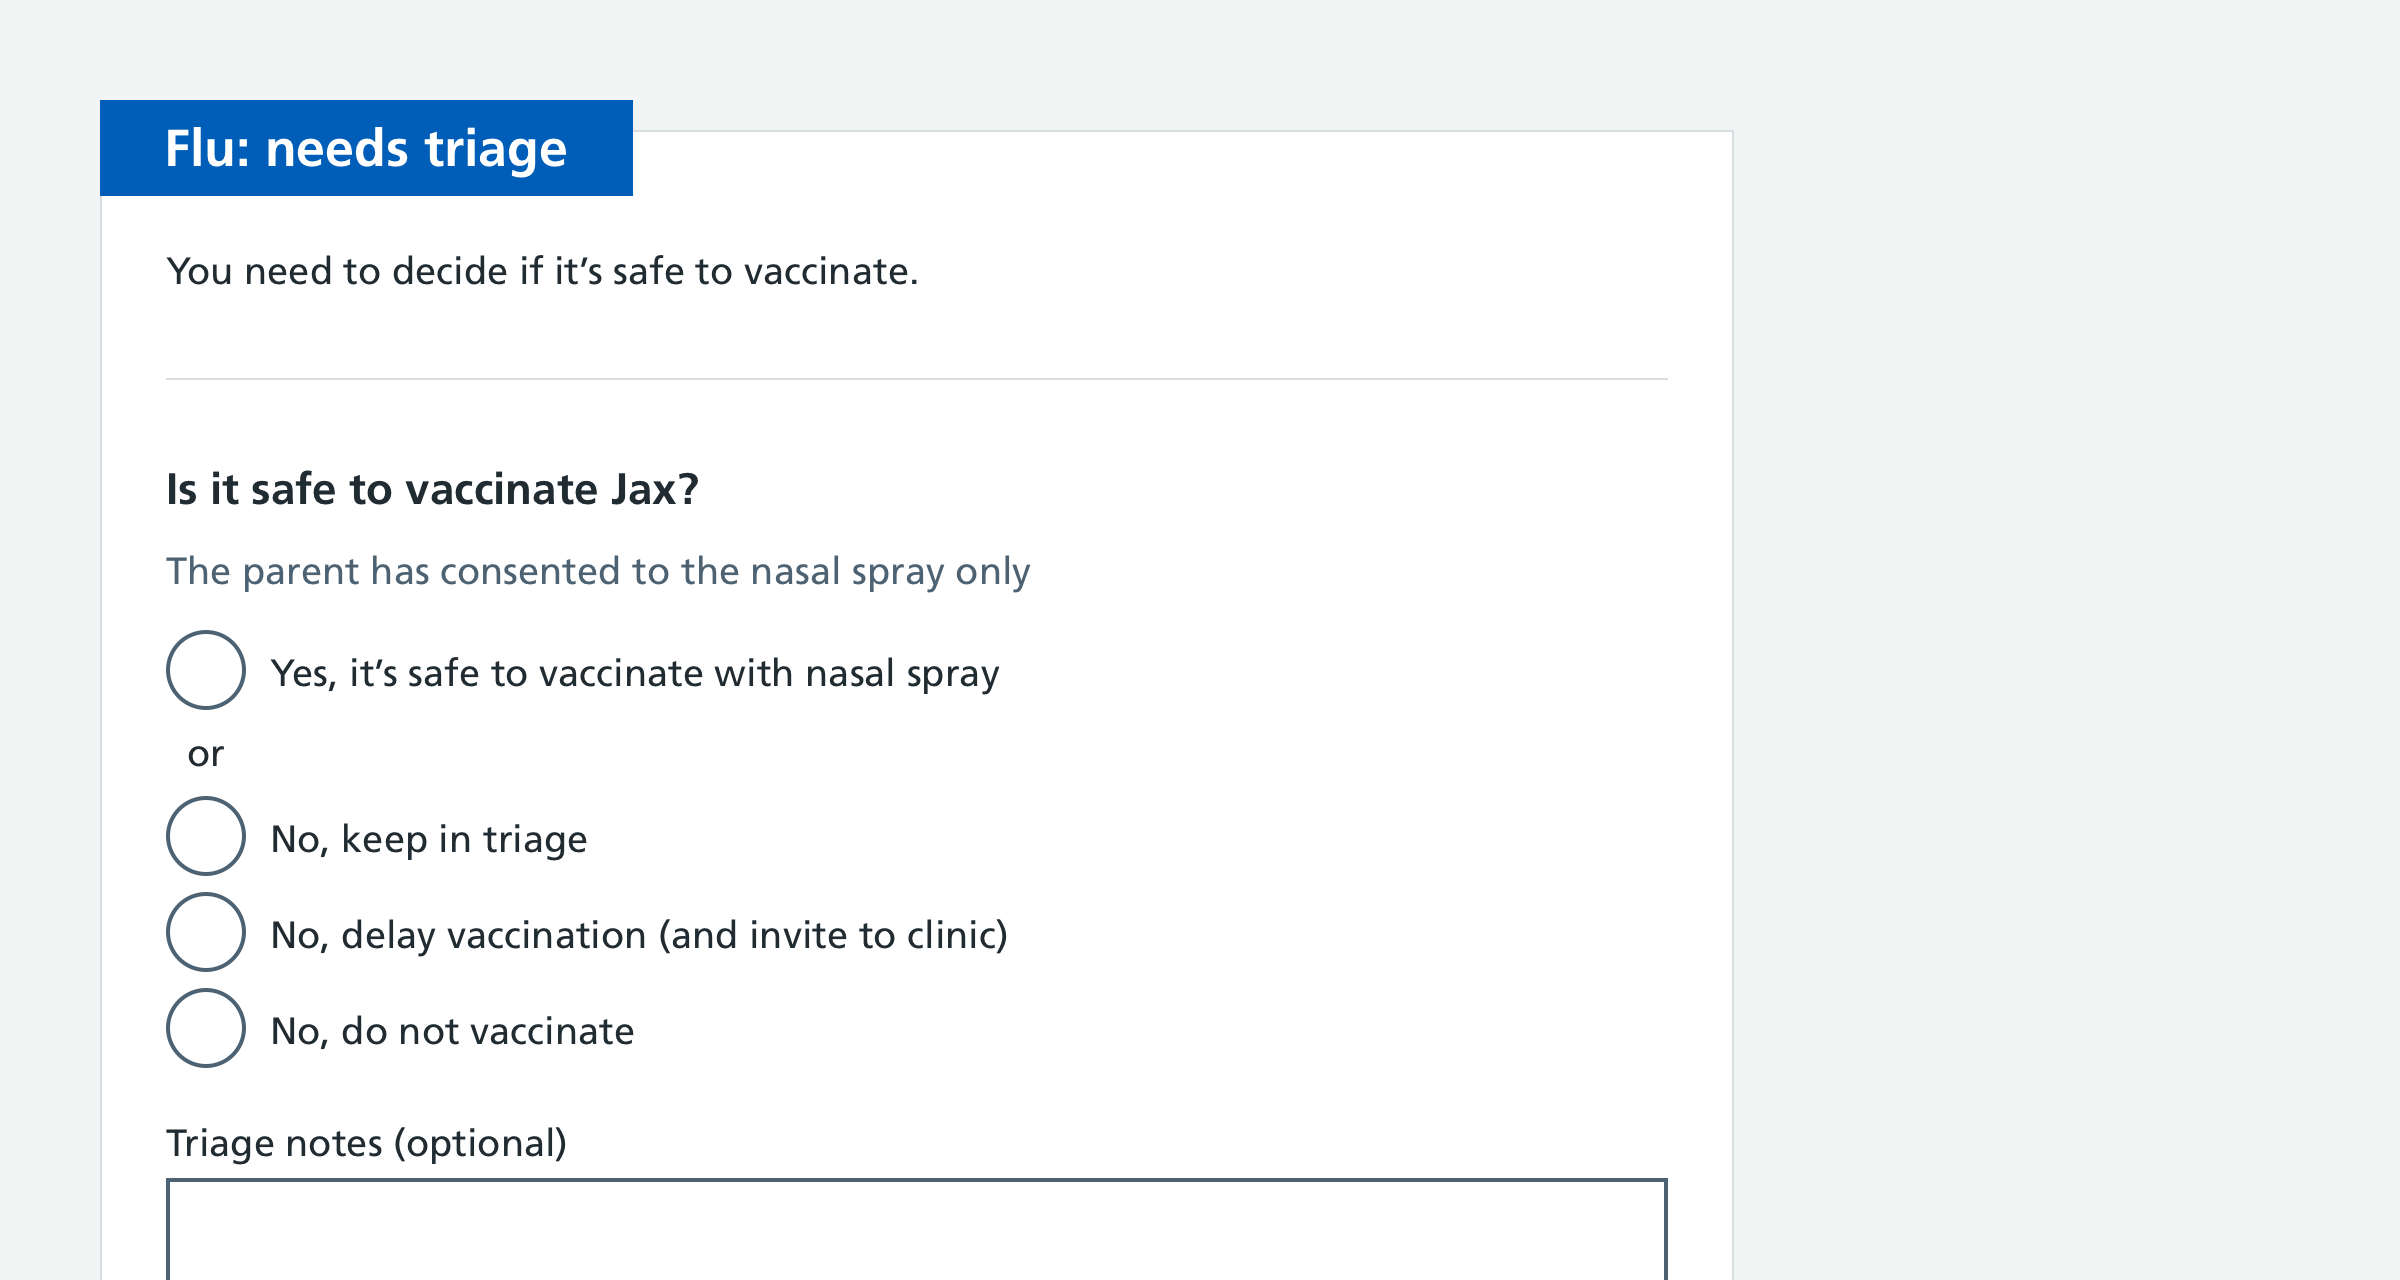 Flu: needs triage
You need to decide if it’s safe to vaccinate.
Is it safe to vaccinate Jax?
The parent has consented to the nasal spray only
Yes, it’s safe to vaccinate with nasal spray
or
No, keep in triage
No, delay vaccination (and invite to clinic)
No, do not vaccinate
Triage notes (optional)